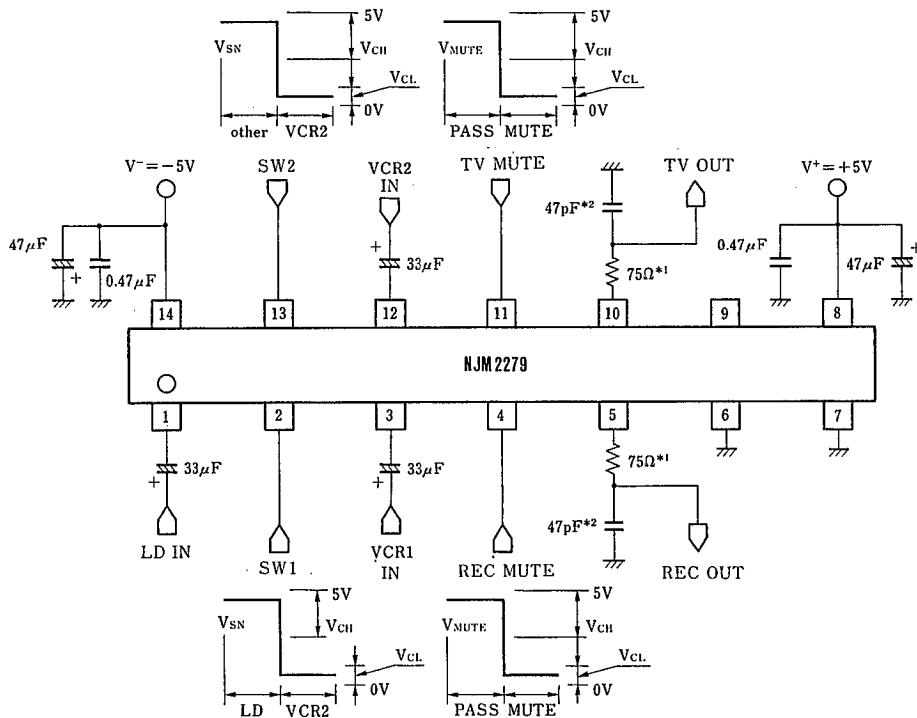 5V
VSN
VCH
VCL
0V
other VCR2
5V
VMUTE
VCH
VCL
0V
PASS MUTE
V⁻=−5V
SW2
VCR2
IN
TV MUTE
TV OUT
V⁺=+5V
47μF
+
0.47μF
+
33μF
47pF*2
75Ω*1
0.47μF
47μF
+
14
13
12
11
10
9
8
NJM2279
1
2
3
4
5
6
7
33μF
+
33μF
+
75Ω*1
47pF*2
LD IN
SW1
VCR1
IN
REC MUTE
REC OUT
5V
VSN
VCH
VCL
0V
LD VCR2
5V
VMUTE
VCH
VCL
0V
PASS MUTE